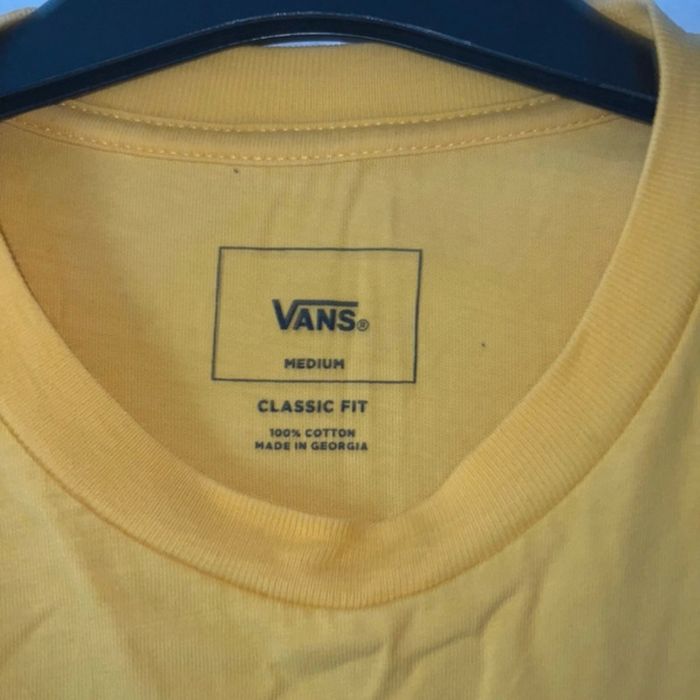 VANS®
MEDIUM
CLASSIC FIT
100% COTTON
MADE IN GEORGIA